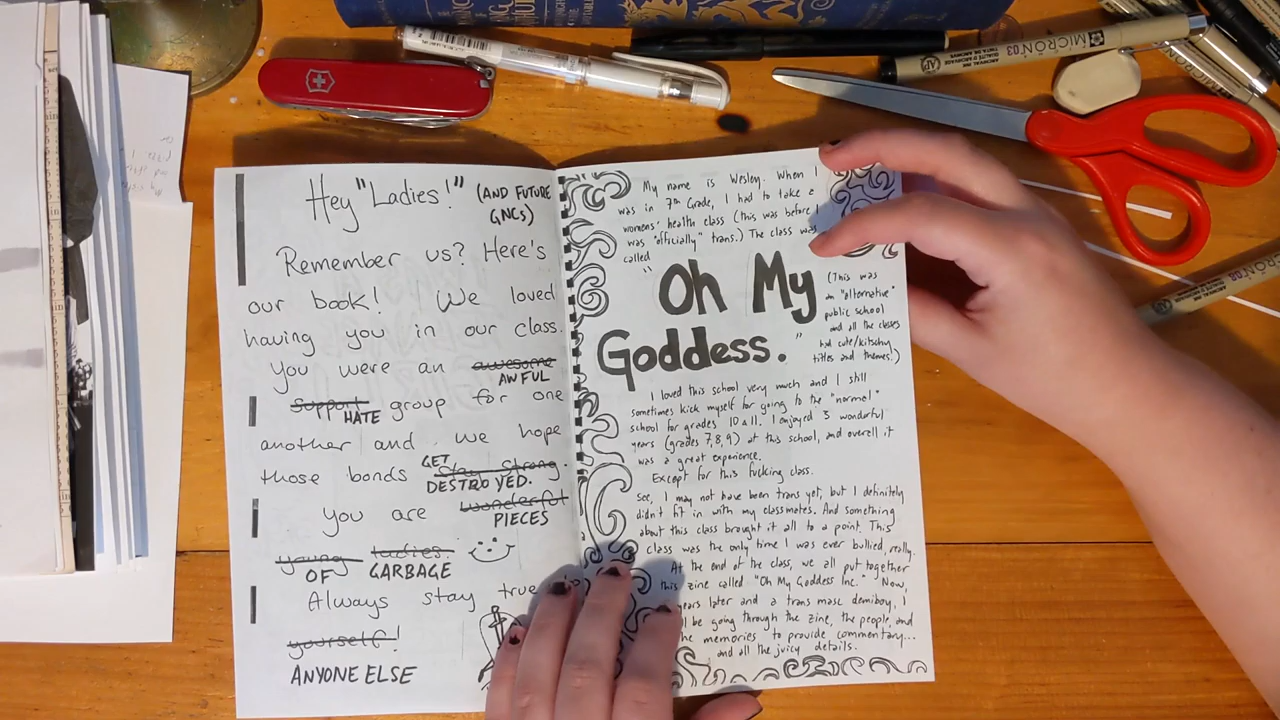 MICRON 03
MICRON 08
Hey "Ladies!" (AND FUTURE
GNCS)
Remember us? Here's
our book! We loved
having you in our class.
You were an awesome
AWFUL
support group for one
HATE
another and we hope
those bonds stay strong.
GET
DESTROYED.
You are wonderful
PIECES
young ladies.
OF GARBAGE
Always stay true to
yourself!
ANYONE ELSE
My name is Wesley. When I
was in 7th Grade, I had to take a
womens' health class (this was before I
was "officially" trans.) The class was
called
"Oh My
Goddess."
(This was
an "alternative"
public school
and all the classes
had cute/kitschy
titles and themes!)
I loved this school very much and I still
sometimes kick myself for going to the "normal"
school for grades 10 & 11. I enjoyed 3 wonderful
years (grades 7,8,9) at this school, and overall it
was a great experience.
Except for this fucking class.
See, I may not have been trans yet, but I definitely
didn't fit in with my classmates. And something
about this class brought it all to a point. This
class was the only time I was ever bullied, really.
At the end of the class, we all put together
this zine called "Oh My Goddess Inc." Now,
years later and a trans masc demiboy, I
be going through the zine, the people, and
the memories to provide commentary...
and all the juicy details.